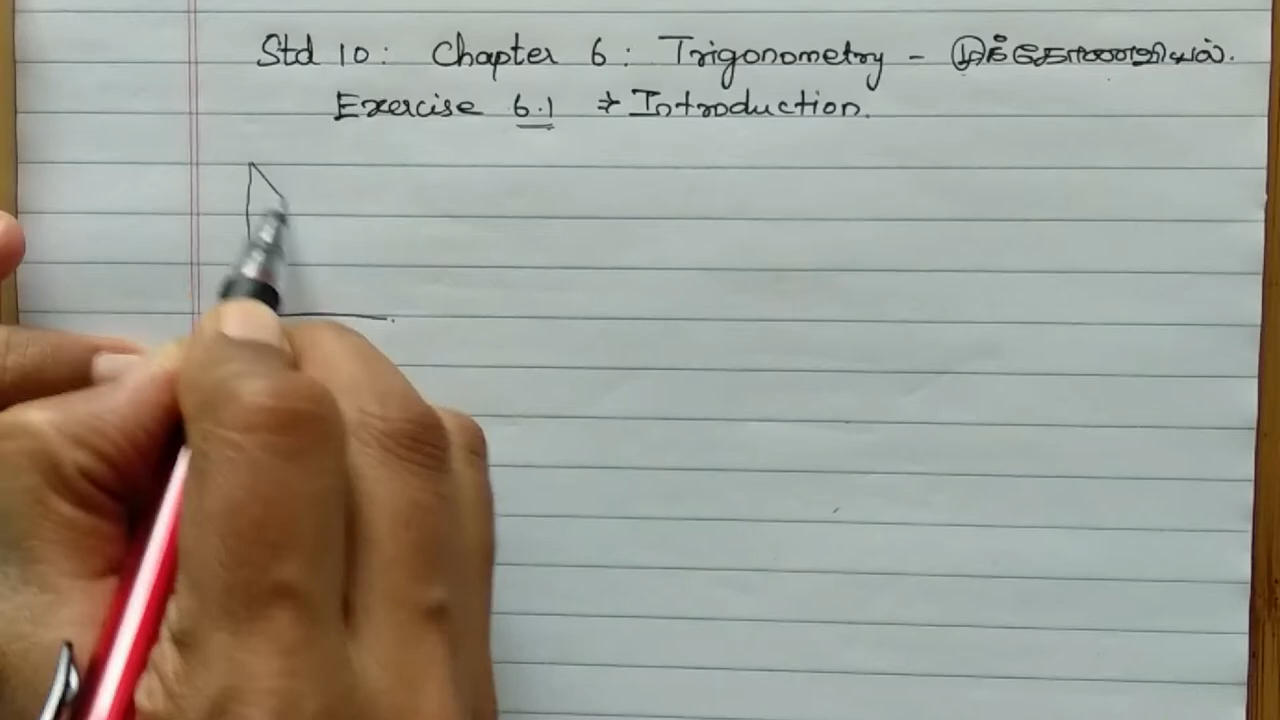 Std 10: Chapter 6: Trigonometry - முக்கோணவியல்.
Exercise 6.1 ⇒ Introduction.